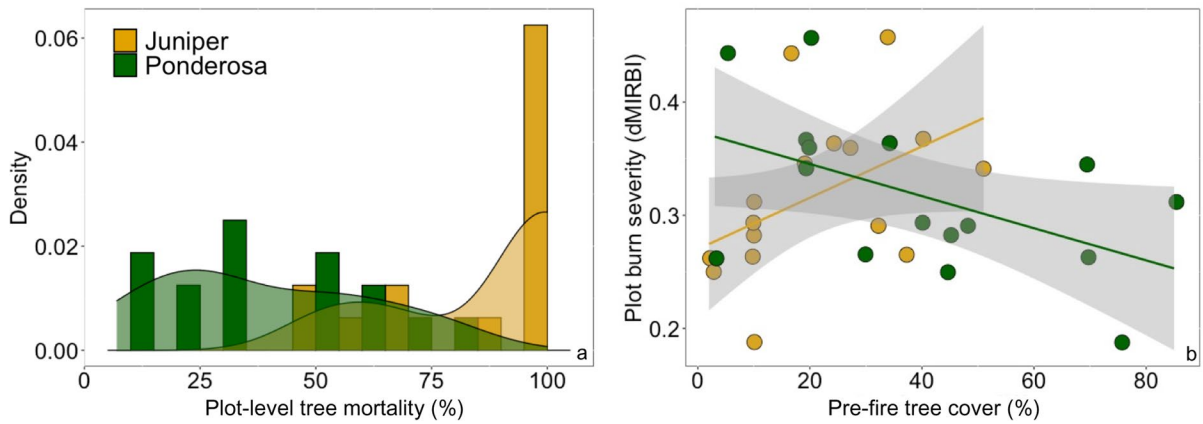 Juniper
Ponderosa
Density
0.06
0.04
0.02
0.00
0
25
50
75
100
Plot-level tree mortality (%)
a
Plot burn severity (dMIRBI)
0.4
0.3
0.2
0
20
40
60
80
Pre-fire tree cover (%)
b